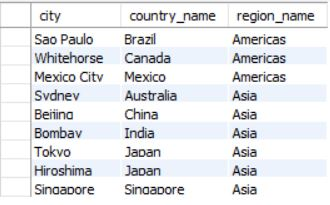 city country_name region_name
Sao Paulo Brazil Americas
Whitehorse Canada Americas
Mexico City Mexico Americas
Sydney Australia Asia
Beijing China Asia
Bombay India Asia
Tokyo Japan Asia
Hiroshima Japan Asia
Singapore Singapore Asia